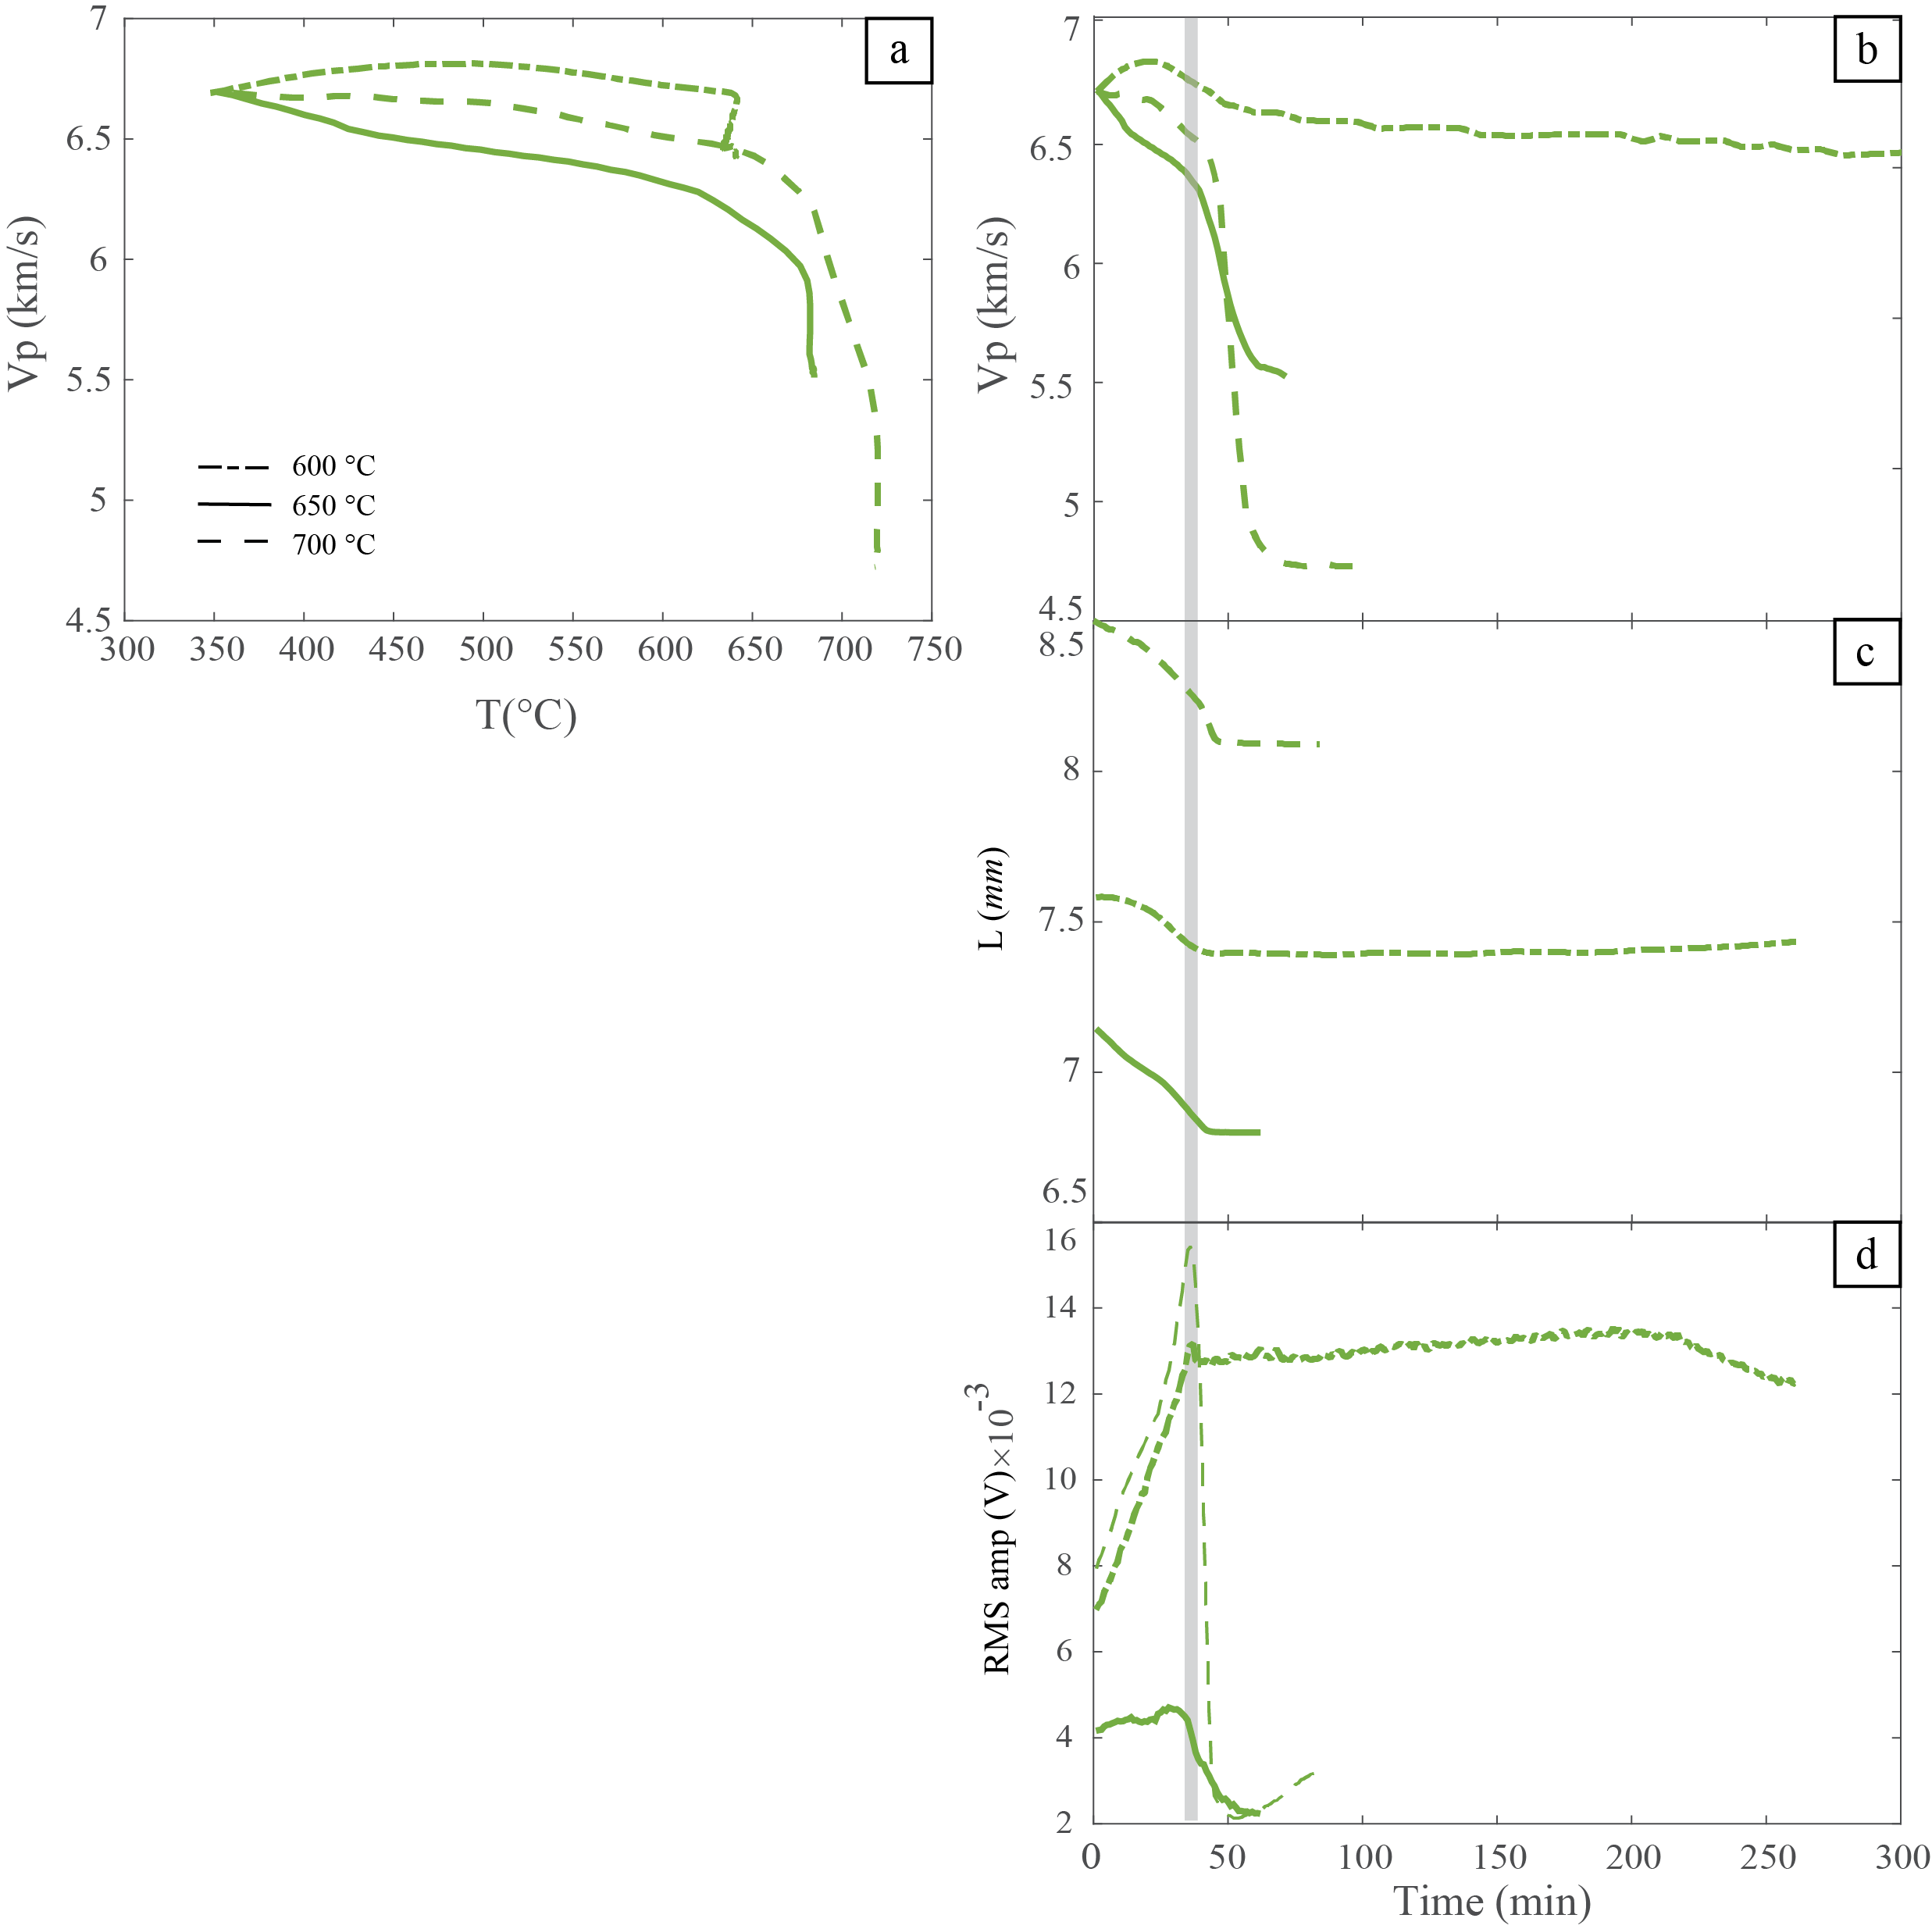 a
7
6.5
6
5.5
5
4.5
Vp (km/s)
600 °C
650 °C
700 °C
300 350 400 450 500 550 600 650 700 750
T(°C)
b
7
6.5
6
5.5
5
4.5
Vp (km/s)
c
8.5
8
7.5
7
6.5
L (mm)
d
16
14
12
10
8
6
4
2
RMS amp (V)×10⁻³
0 50 100 150 200 250 300
Time (min)